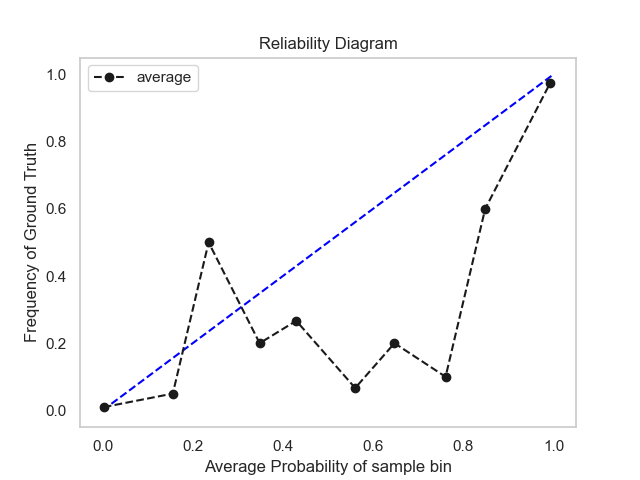 Reliability Diagram
average
1.0
0.8
0.6
0.4
0.2
0.0
Frequency of Ground Truth
0.0 0.2 0.4 0.6 0.8 1.0
Average Probability of sample bin